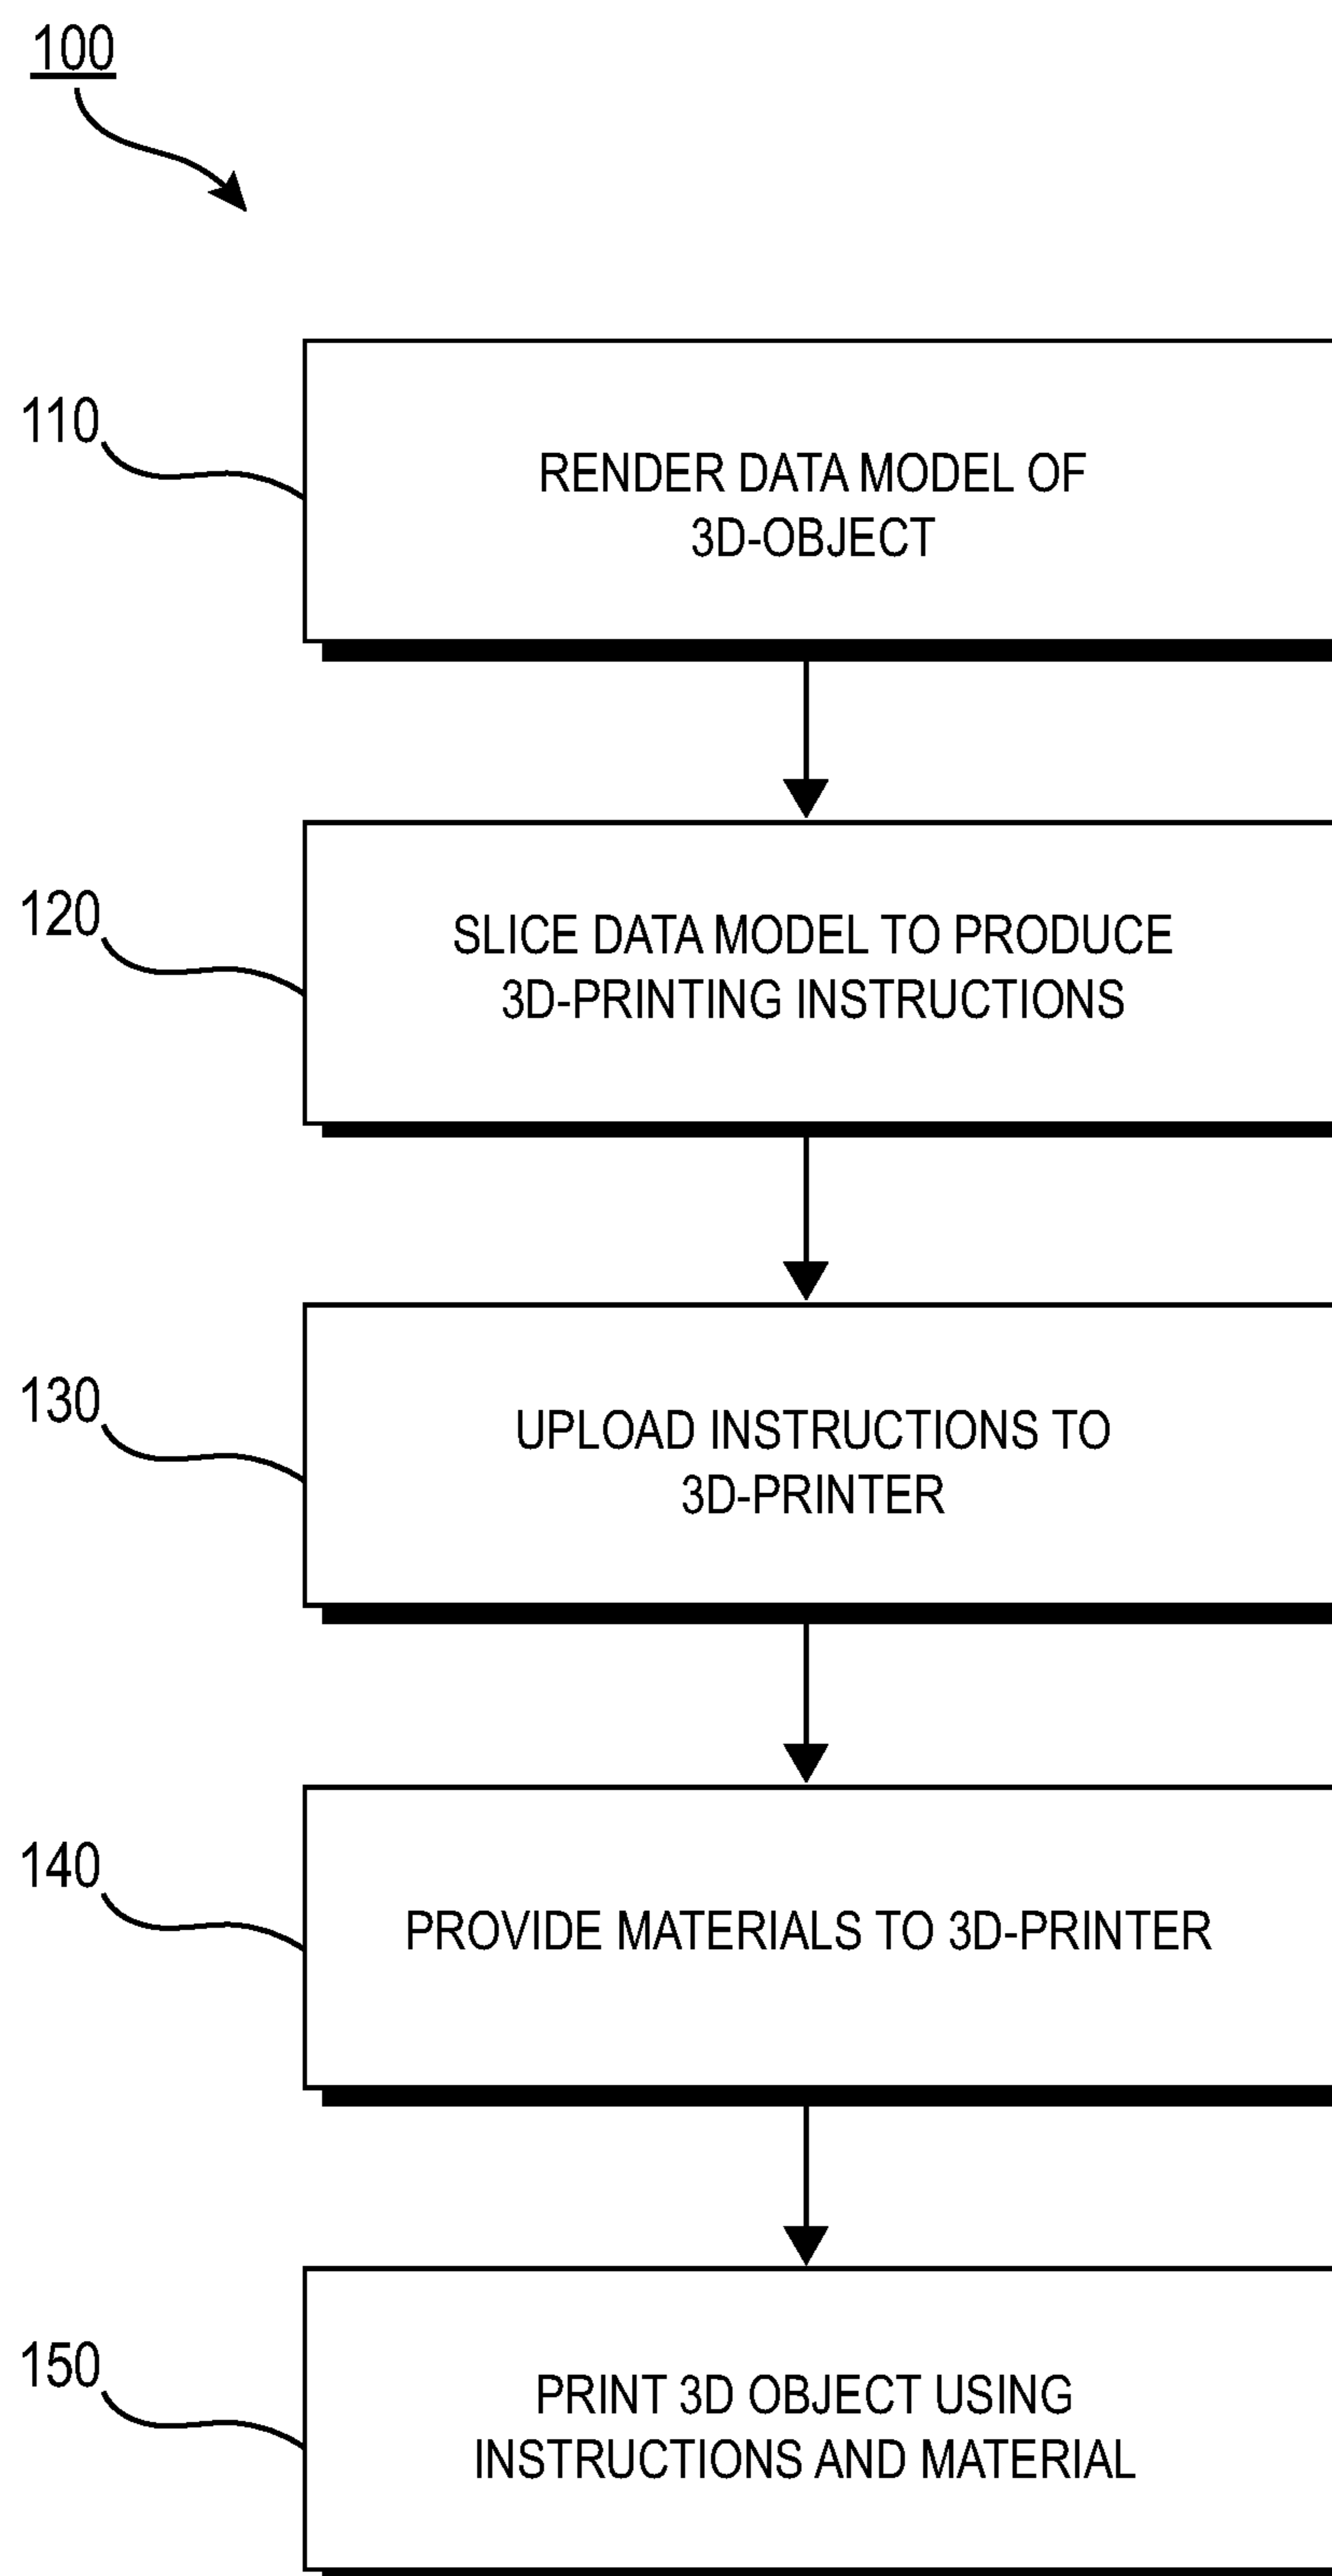 100
110
RENDER DATA MODEL OF
3D-OBJECT
120
SLICE DATA MODEL TO PRODUCE
3D-PRINTING INSTRUCTIONS
130
UPLOAD INSTRUCTIONS TO
3D-PRINTER
140
PROVIDE MATERIALS TO 3D-PRINTER
150
PRINT 3D OBJECT USING
INSTRUCTIONS AND MATERIAL